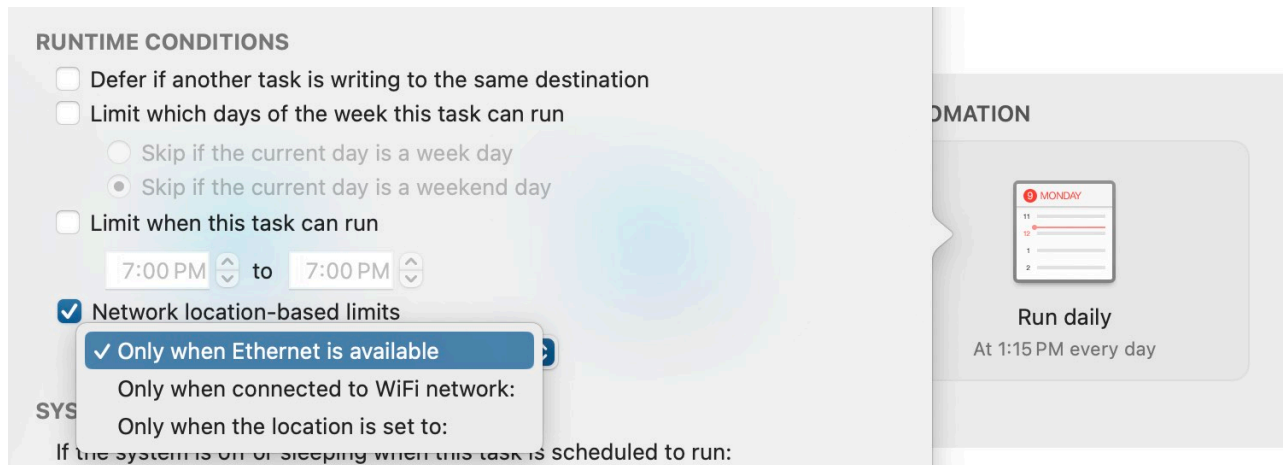 RUNTIME CONDITIONS
Defer if another task is writing to the same destination
Limit which days of the week this task can run
Skip if the current day is a week day
Skip if the current day is a weekend day
Limit when this task can run
7:00 PM to 7:00 PM
Network location-based limits
✓ Only when Ethernet is available
Only when connected to WiFi network:
Only when the location is set to:
SYS
If the system is off or sleeping when this task is scheduled to run:
OMATION
9 MONDAY
11
12
1
2
Run daily
At 1:15 PM every day